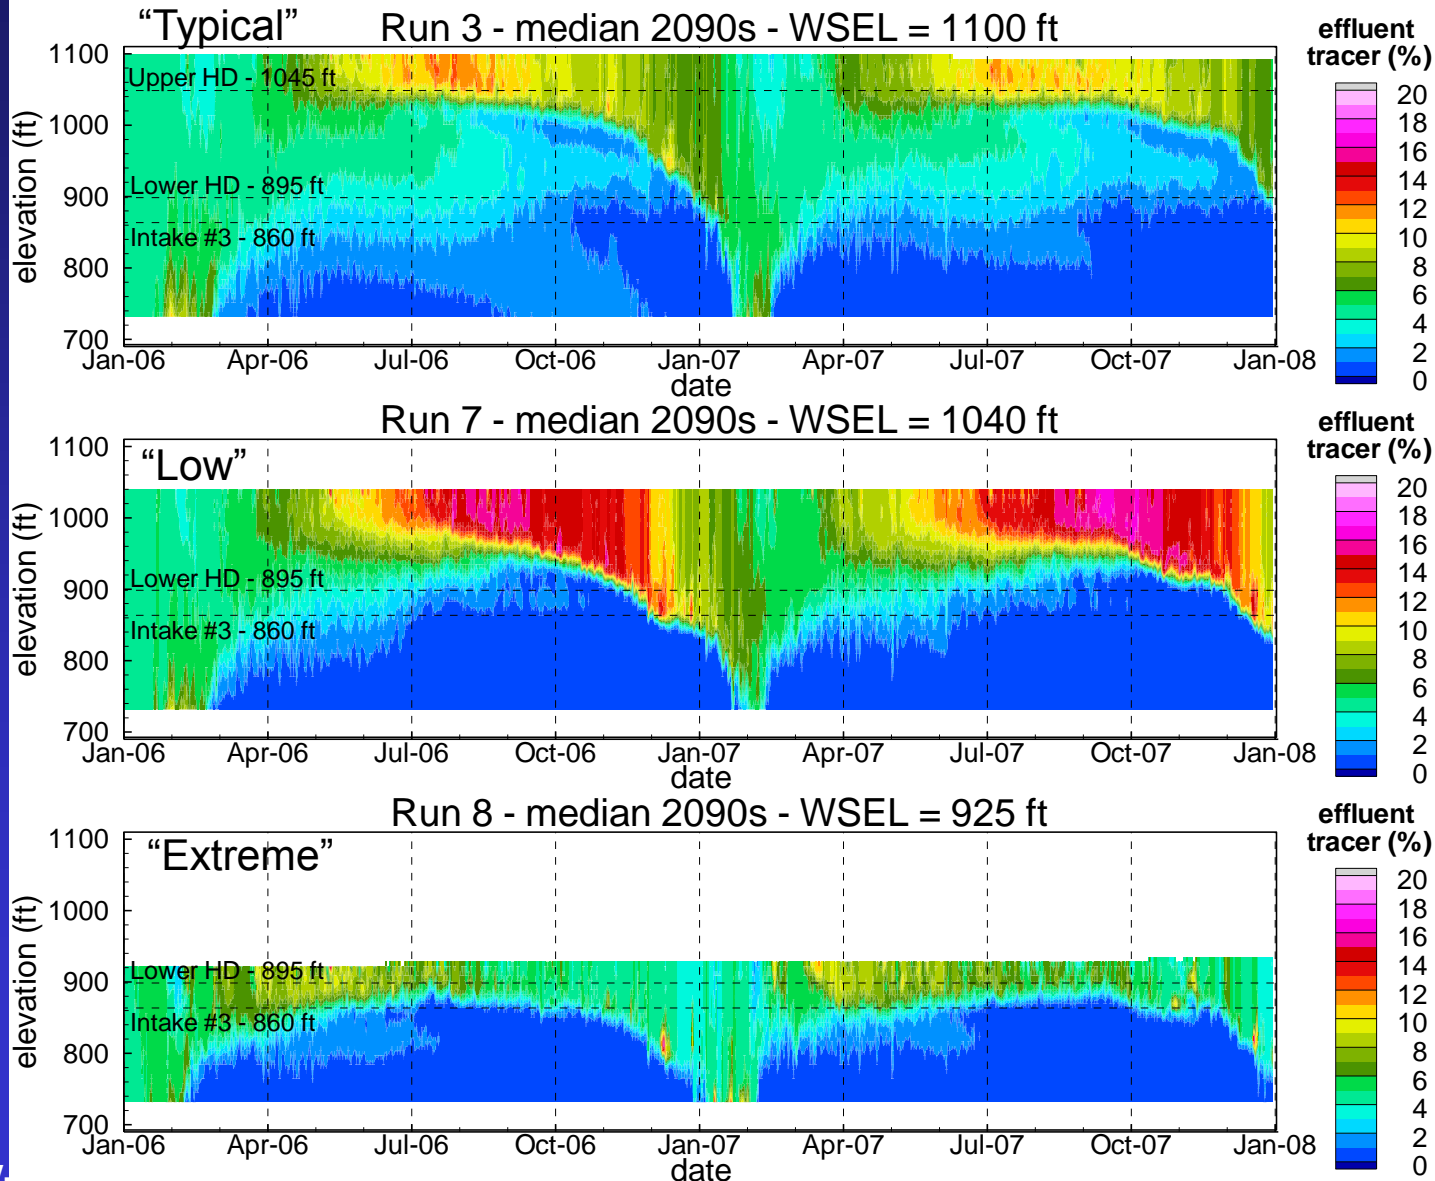 “Typical” Run 3 - median 2090s - WSEL = 1100 ft
effluent
tracer (%)
elevation (ft)
1100
1000
900
800
700
Upper HD - 1045 ft
Lower HD - 895 ft
Intake #3 - 860 ft
Jan-06 Apr-06 Jul-06 Oct-06 Jan-07 Apr-07 Jul-07 Oct-07 Jan-08
date
20
18
16
14
12
10
8
6
4
2
0
Run 7 - median 2090s - WSEL = 1040 ft
effluent
tracer (%)
“Low”
elevation (ft)
1100
1000
900
800
700
Lower HD - 895 ft
Intake #3 - 860 ft
Jan-06 Apr-06 Jul-06 Oct-06 Jan-07 Apr-07 Jul-07 Oct-07 Jan-08
date
20
18
16
14
12
10
8
6
4
2
0
Run 8 - median 2090s - WSEL = 925 ft
effluent
tracer (%)
“Extreme”
elevation (ft)
1100
1000
900
800
700
Lower HD - 895 ft
Intake #3 - 860 ft
Jan-06 Apr-06 Jul-06 Oct-06 Jan-07 Apr-07 Jul-07 Oct-07 Jan-08
date
20
18
16
14
12
10
8
6
4
2
0